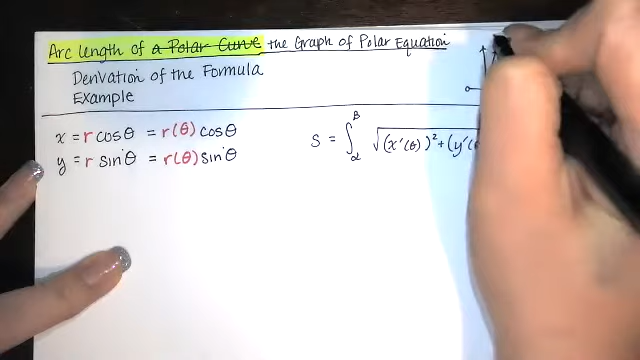 Arc length of a Polar Curve the Graph of Polar Equation
Derivation of the Formula
Example
x = r cosθ = r(θ) cosθ
y = r sinθ = r(θ) sinθ
S = ∫_α^β √(x'(θ))² + (y'(